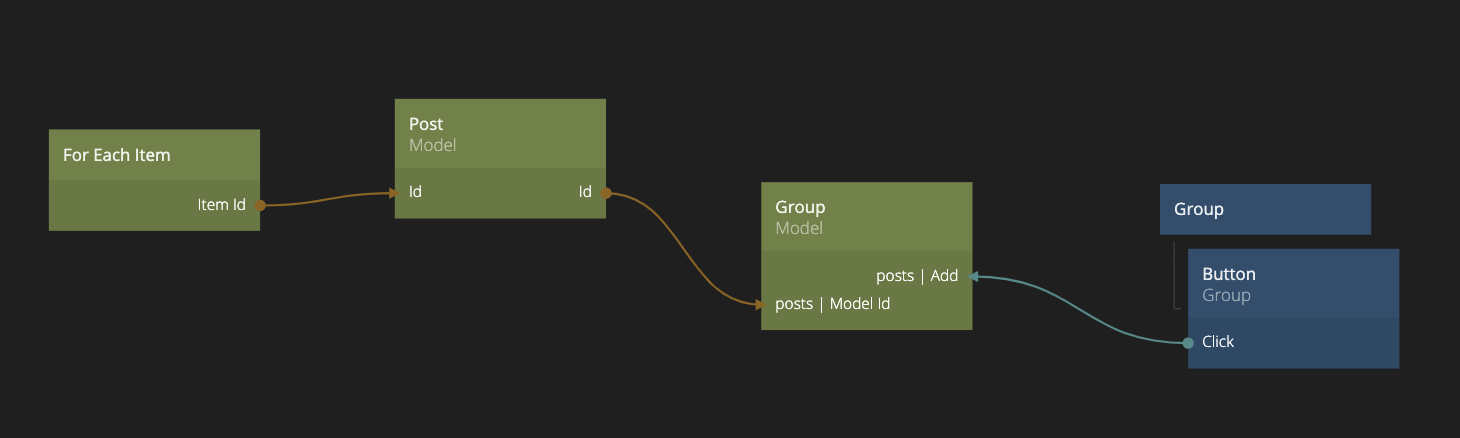 For Each Item
Item Id
Post
Model
Id
Id
Group
Model
posts | Add
posts | Model Id
Group
Button
Group
Click